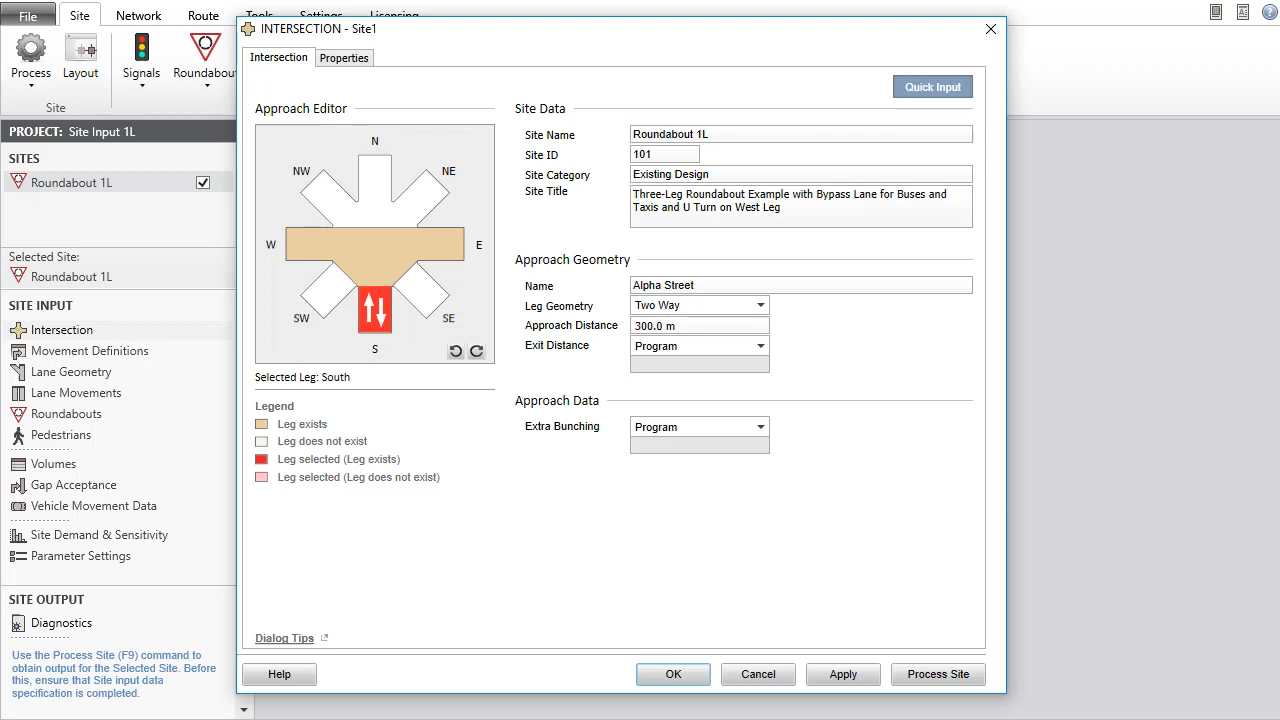 File
Site
Network
Route
Tools
Settings
Licensing
Process
Layout
Signals
Site
PROJECT: Site Input 1L
SITES
Roundabout 1L
Selected Site:
Roundabout 1L
SITE INPUT
Intersection
Movement Definitions
Lane Geometry
Lane Movements
Roundabouts
Pedestrians
Volumes
Gap Acceptance
Vehicle Movement Data
Site Demand & Sensitivity
Parameter Settings
SITE OUTPUT
Diagnostics
Use the Process Site (F9) command to
obtain output for the Selected Site. Before
this, ensure that Site input data
specification is completed.
INTERSECTION - Site1
Intersection
Properties
Quick Input
Approach Editor
N
NW
NE
W
E
SW
SE
S
Selected Leg: South
Legend
Leg exists
Leg does not exist
Leg selected (Leg exists)
Leg selected (Leg does not exist)
Site Data
Site Name Roundabout 1L
Site ID 101
Site Category Existing Design
Site Title Three-Leg Roundabout Example with Bypass Lane for Buses and
Taxis and U Turn on West Leg
Approach Geometry
Name Alpha Street
Leg Geometry Two Way
Approach Distance 300.0 m
Exit Distance Program
Approach Data
Extra Bunching Program
Dialog Tips
Help
OK
Cancel
Apply
Process Site